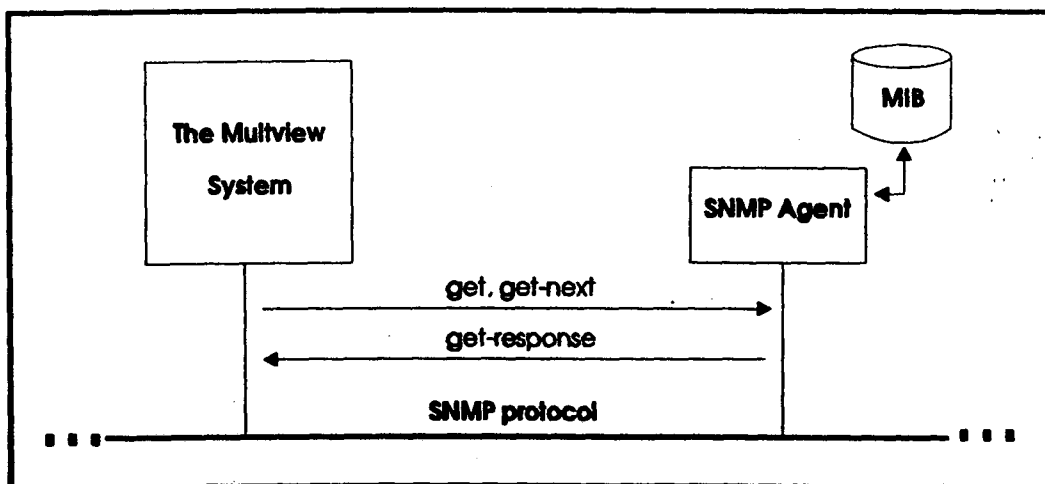 MIB
The Multview
System
SNMP Agent
get, get-next
get-response
SNMP protocol